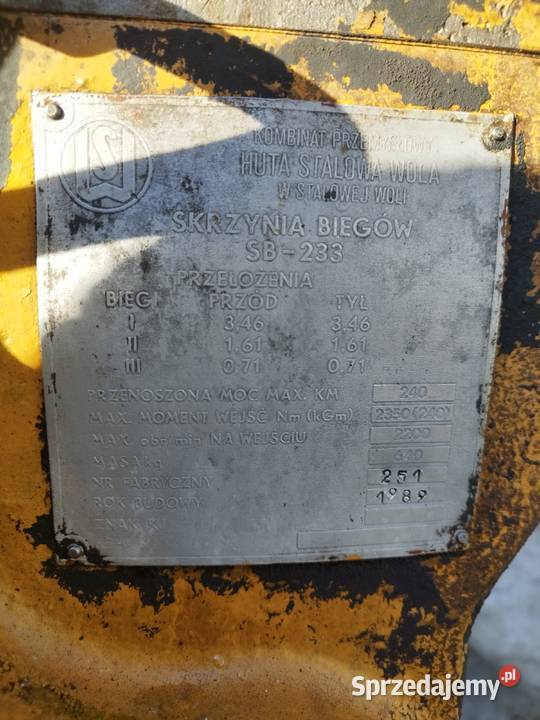 HSW
KOMBINAT PRZEMYSŁOWY
HUTA STALOWA WOLA
W STALOWEJ WOLI
SKRZYNIA BIEGÓW
SB-233
PRZEŁOŻENIA
BIEGI PRZÓD TYŁ
I 3.46 3.46
II 1.61 1.61
III 0.71 0.71
PRZENOSZONA MOC MAX. KM 240
MAX. MOMENT WEJŚĆ Nm (kGm) 2350 (240)
MAX. obr/min NA WEJŚCIU 2200
MASA kg 640
NR FABRYCZNY 251
ROK BUDOWY 1989
ZNAK K
Sprzedajemy.pl